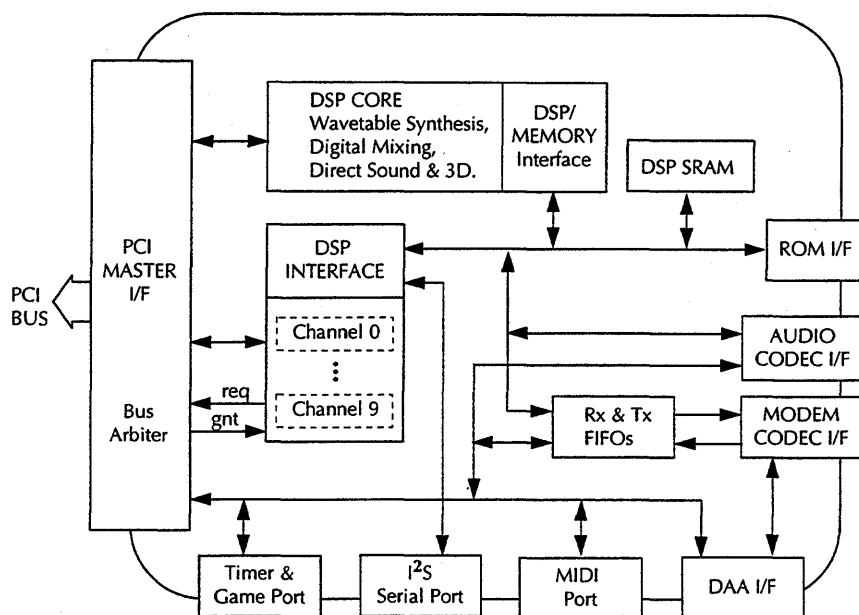 DSP CORE
Wavetable Synthesis,
Digital Mixing,
Direct Sound & 3D.
DSP/
MEMORY
Interface
DSP SRAM
PCI
MASTER
I/F
Bus
Arbiter
PCI
BUS
DSP
INTERFACE
Channel 0
Channel 9
req
gnt
ROM I/F
AUDIO
CODEC I/F
Rx & Tx
FIFOs
MODEM
CODEC I/F
Timer &
Game Port
I²S
Serial Port
MIDI
Port
DAA I/F